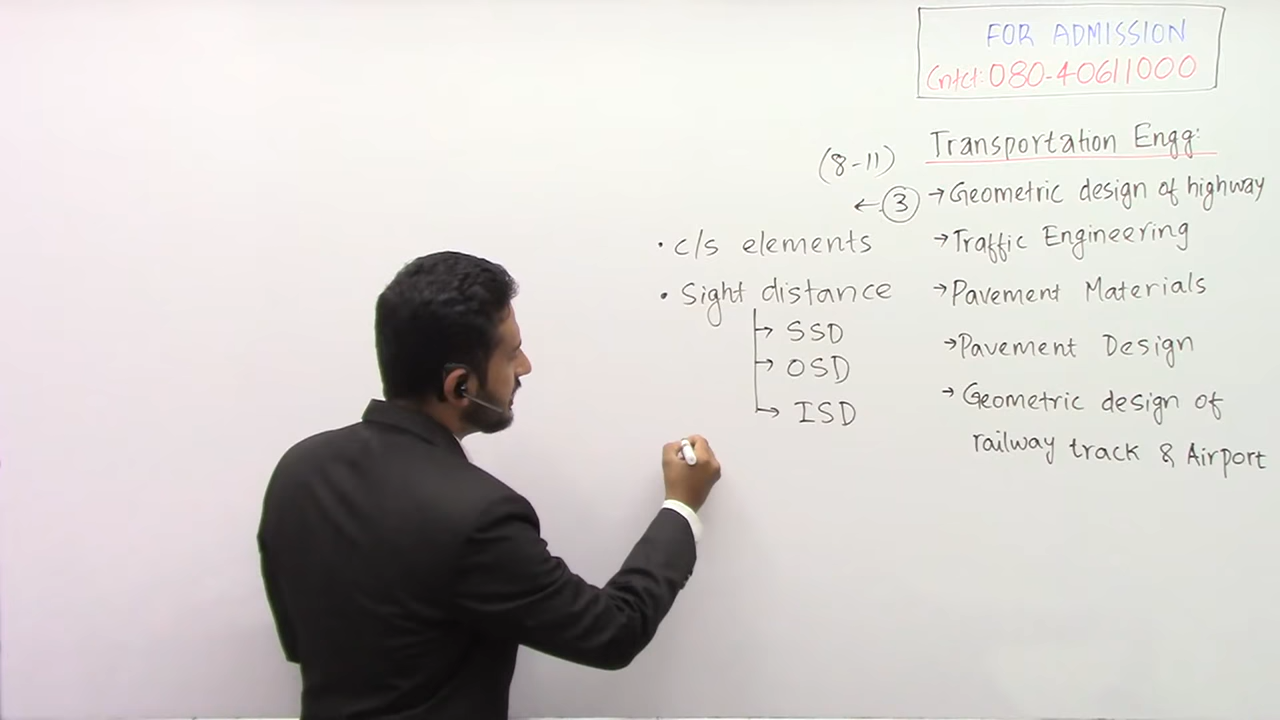 FOR ADMISSION
Cntct: 080-40611000
Transportation Engg:
(8-11)
← ③ → Geometric design of highway
• c/s elements
→ Traffic Engineering
• Sight distance
→ Pavement Materials
→ SSD
→ Pavement Design
→ OSD
→ ISD
→ Geometric design of
railway track & Airport